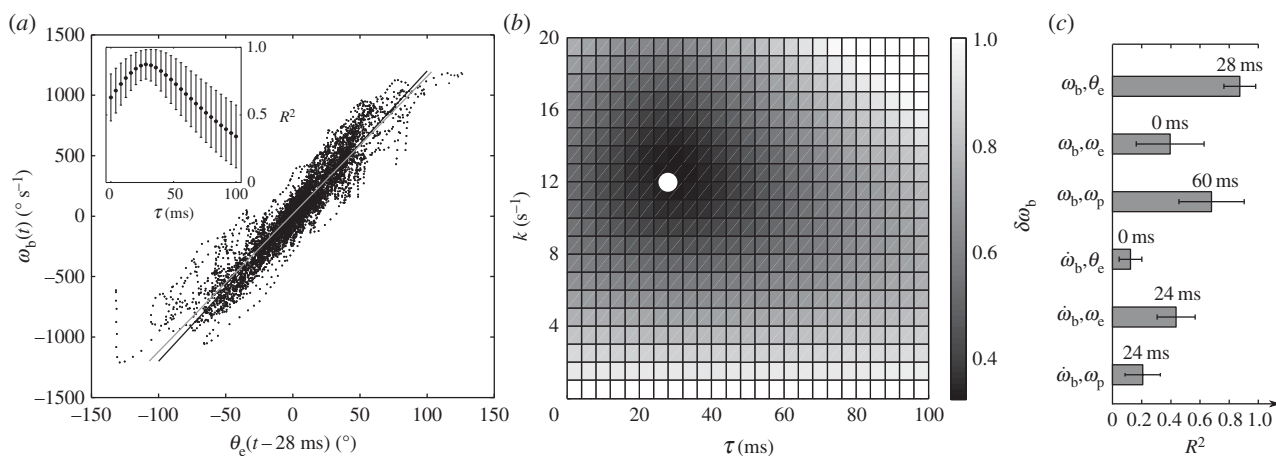 (a)
1500
1000
500
0
−500
−1000
−1500
ω_b(t) (° s⁻¹)
−150
−100
−50
0
50
100
150
θ_e(t − 28 ms) (°)
1.0
0.5
0
R²
0
50
100
τ (ms)
(b)
20
16
12
8
4
k (s⁻¹)
0
20
40
60
80
100
τ (ms)
1.0
0.8
0.6
0.4
δω_b
(c)
ω_b,θ_e
28 ms
ω_b,ω_e
0 ms
ω_b,ω_p
60 ms
ω̇_b,θ_e
0 ms
ω̇_b,ω_e
24 ms
ω̇_b,ω_p
24 ms
0 0.2 0.4 0.6 0.8 1.0
R²